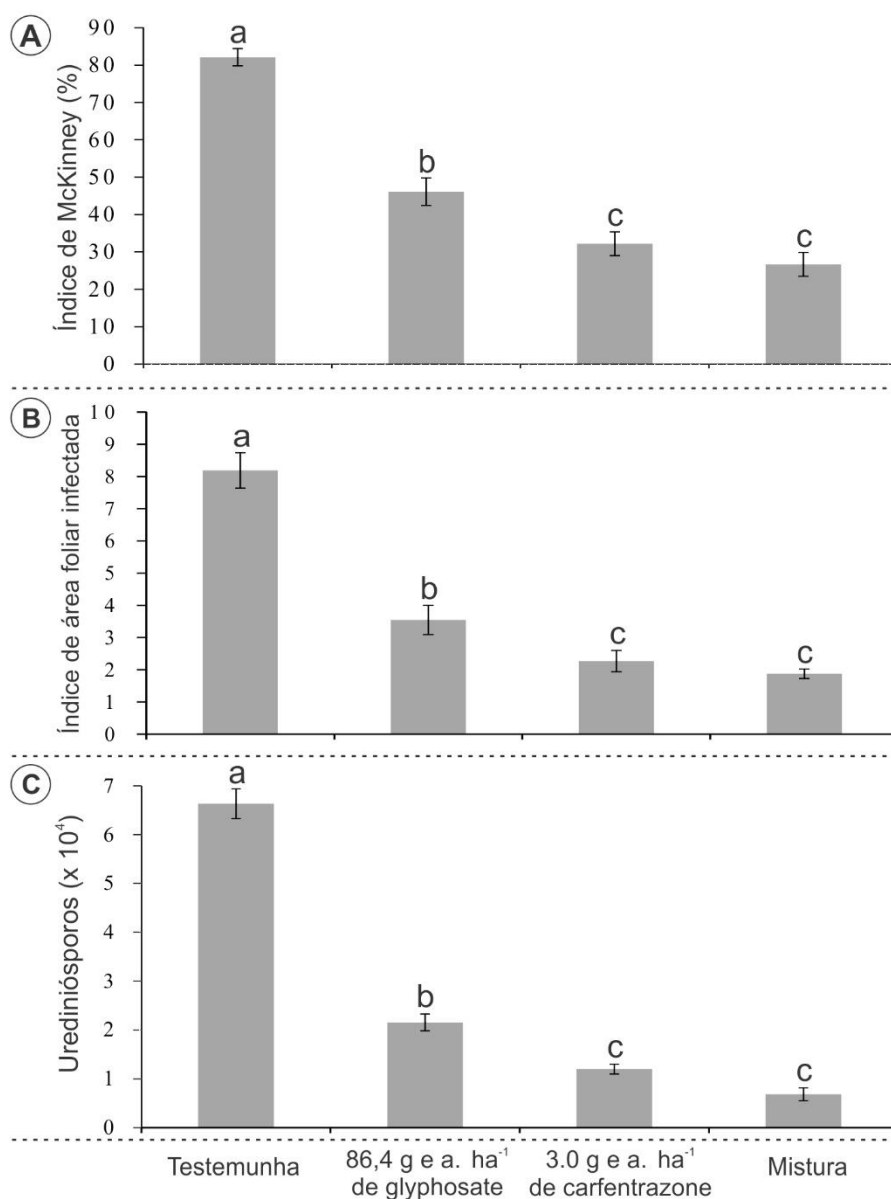 A
Índice de McKinney (%)
90
80
70
60
50
40
30
20
10
0
a
b
c
c
B
Índice de área foliar infectada
10
9
8
7
6
5
4
3
2
1
0
a
b
c
c
C
Urediniósporos (x 10⁴)
7
6
5
4
3
2
1
0
a
b
c
c
Testemunha
86,4 g e a. ha⁻¹
de glyphosate
3.0 g e a. ha⁻¹
de carfentrazone
Mistura